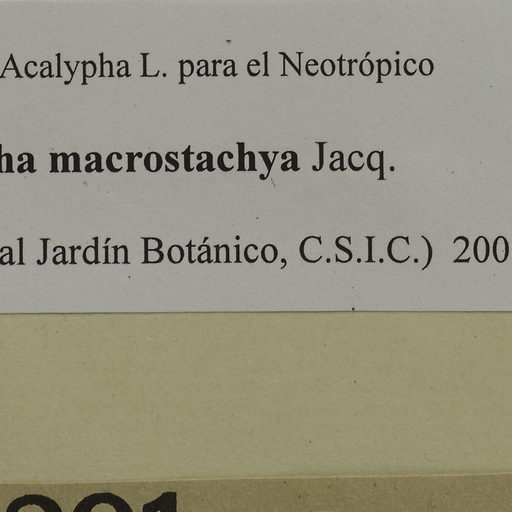 Acalypha L. para el Neotrópico
ha macrostachya Jacq.
al Jardín Botánico, C.S.I.C.) 200